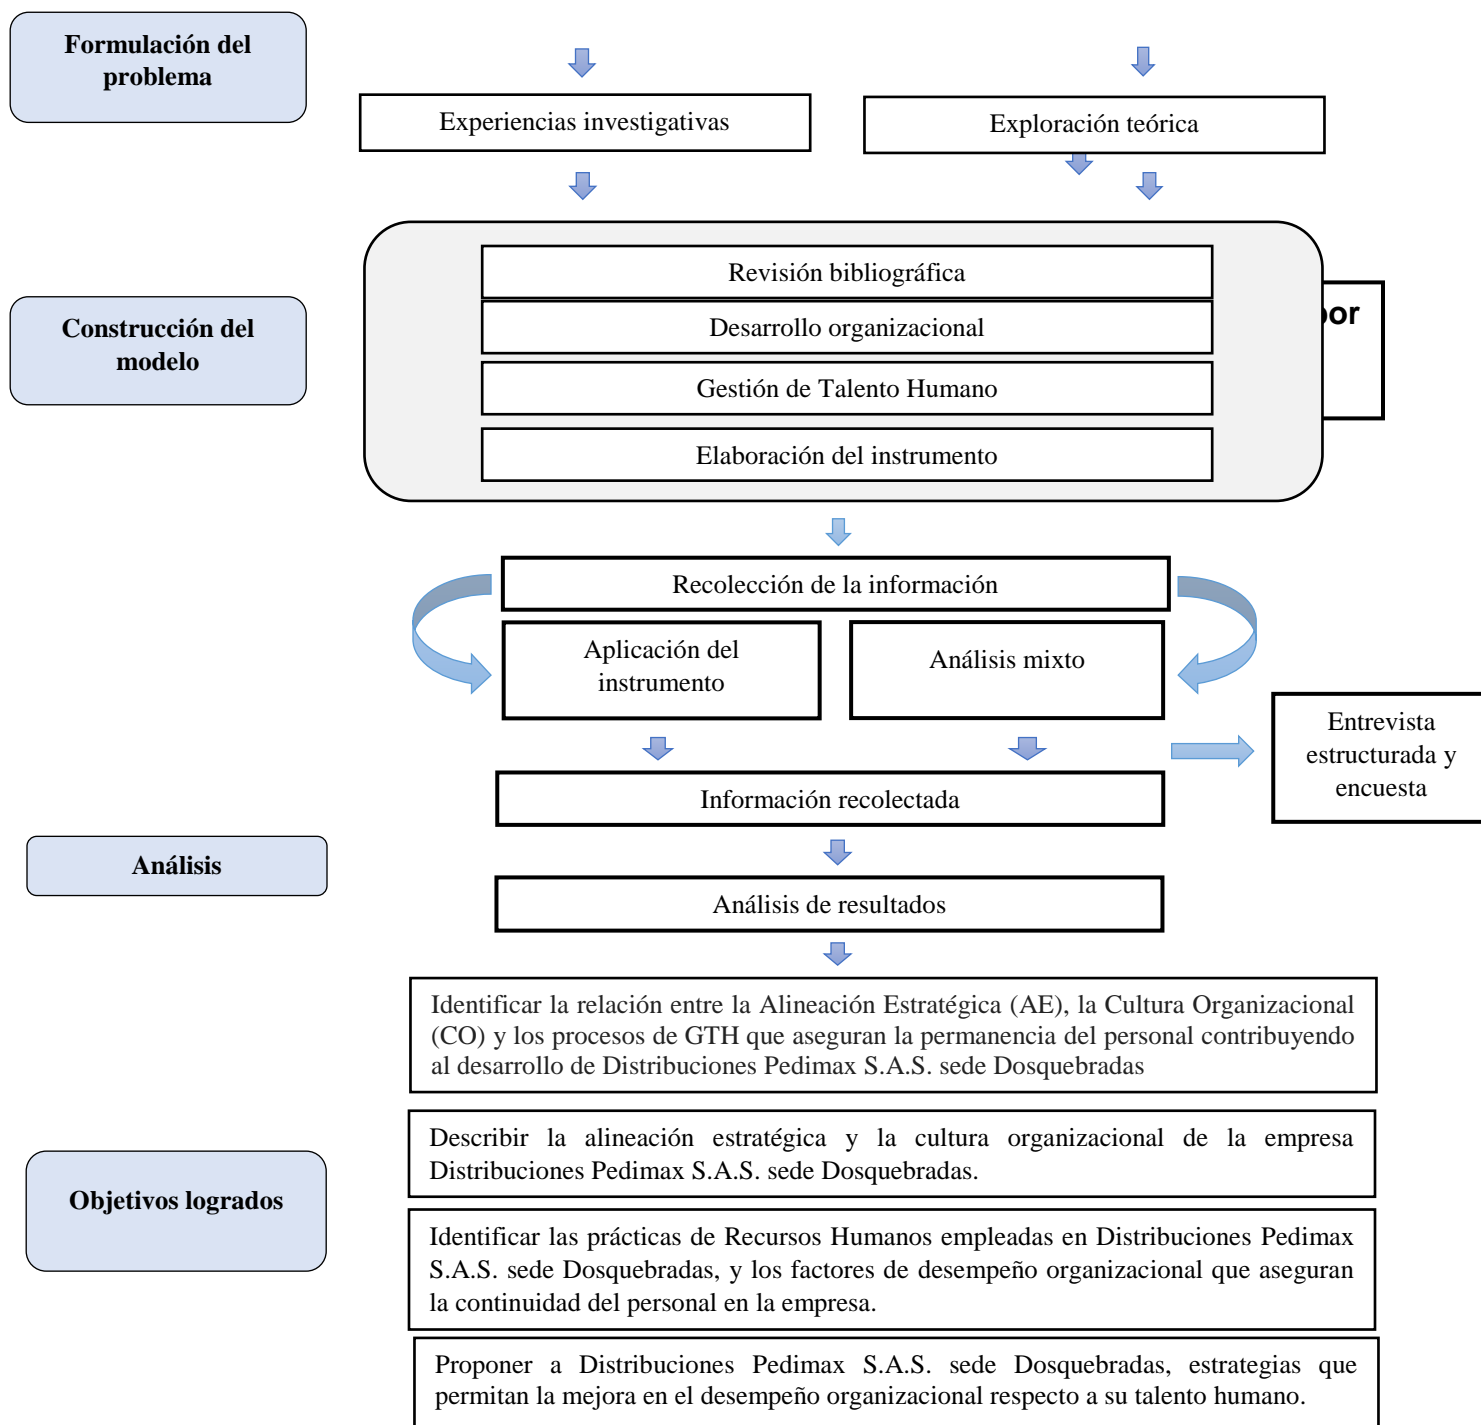 Formulación del
problema
Experiencias investigativas
Exploración teórica
Construcción del
modelo
Revisión bibliográfica
Desarrollo organizacional
Gestión de Talento Humano
Elaboración del instrumento
Recolección de la información
Aplicación del
instrumento
Análisis mixto
Entrevista
estructurada y
encuesta
Información recolectada
Análisis
Análisis de resultados
Objetivos logrados
Identificar la relación entre la Alineación Estratégica (AE), la Cultura Organizacional
(CO) y los procesos de GTH que aseguran la permanencia del personal contribuyendo
al desarrollo de Distribuciones Pedimax S.A.S. sede Dosquebradas
Describir la alineación estratégica y la cultura organizacional de la empresa
Distribuciones Pedimax S.A.S. sede Dosquebradas.
Identificar las prácticas de Recursos Humanos empleadas en Distribuciones Pedimax
S.A.S. sede Dosquebradas, y los factores de desempeño organizacional que aseguran
la continuidad del personal en la empresa.
Proponer a Distribuciones Pedimax S.A.S. sede Dosquebradas, estrategias que
permitan la mejora en el desempeño organizacional respecto a su talento humano.